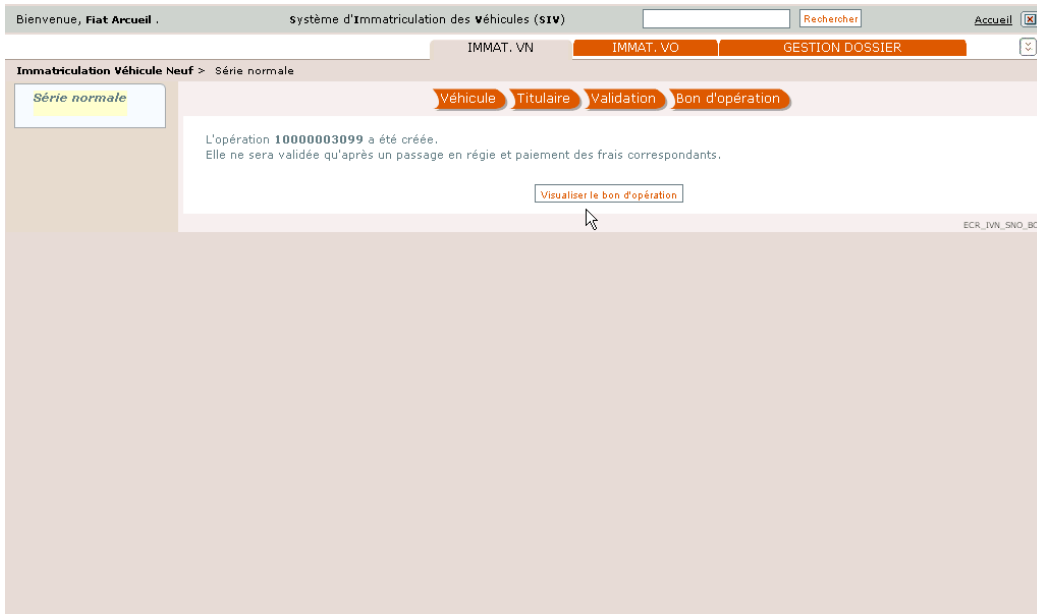 Bienvenue, Fiat Arcueil .
Système d'Immatriculation des Véhicules (SIV)
Rechercher
Accueil
IMMAT. VN
IMMAT. VO
GESTION DOSSIER
Immatriculation Véhicule Neuf > Série normale
Série normale
Véhicule
Titulaire
Validation
Bon d'opération
L'opération 10000003099 a été créée.
Elle ne sera validée qu'après un passage en régie et paiement des frais correspondants.
Visualiser le bon d'opération
ECR_IVN_SNO_BO